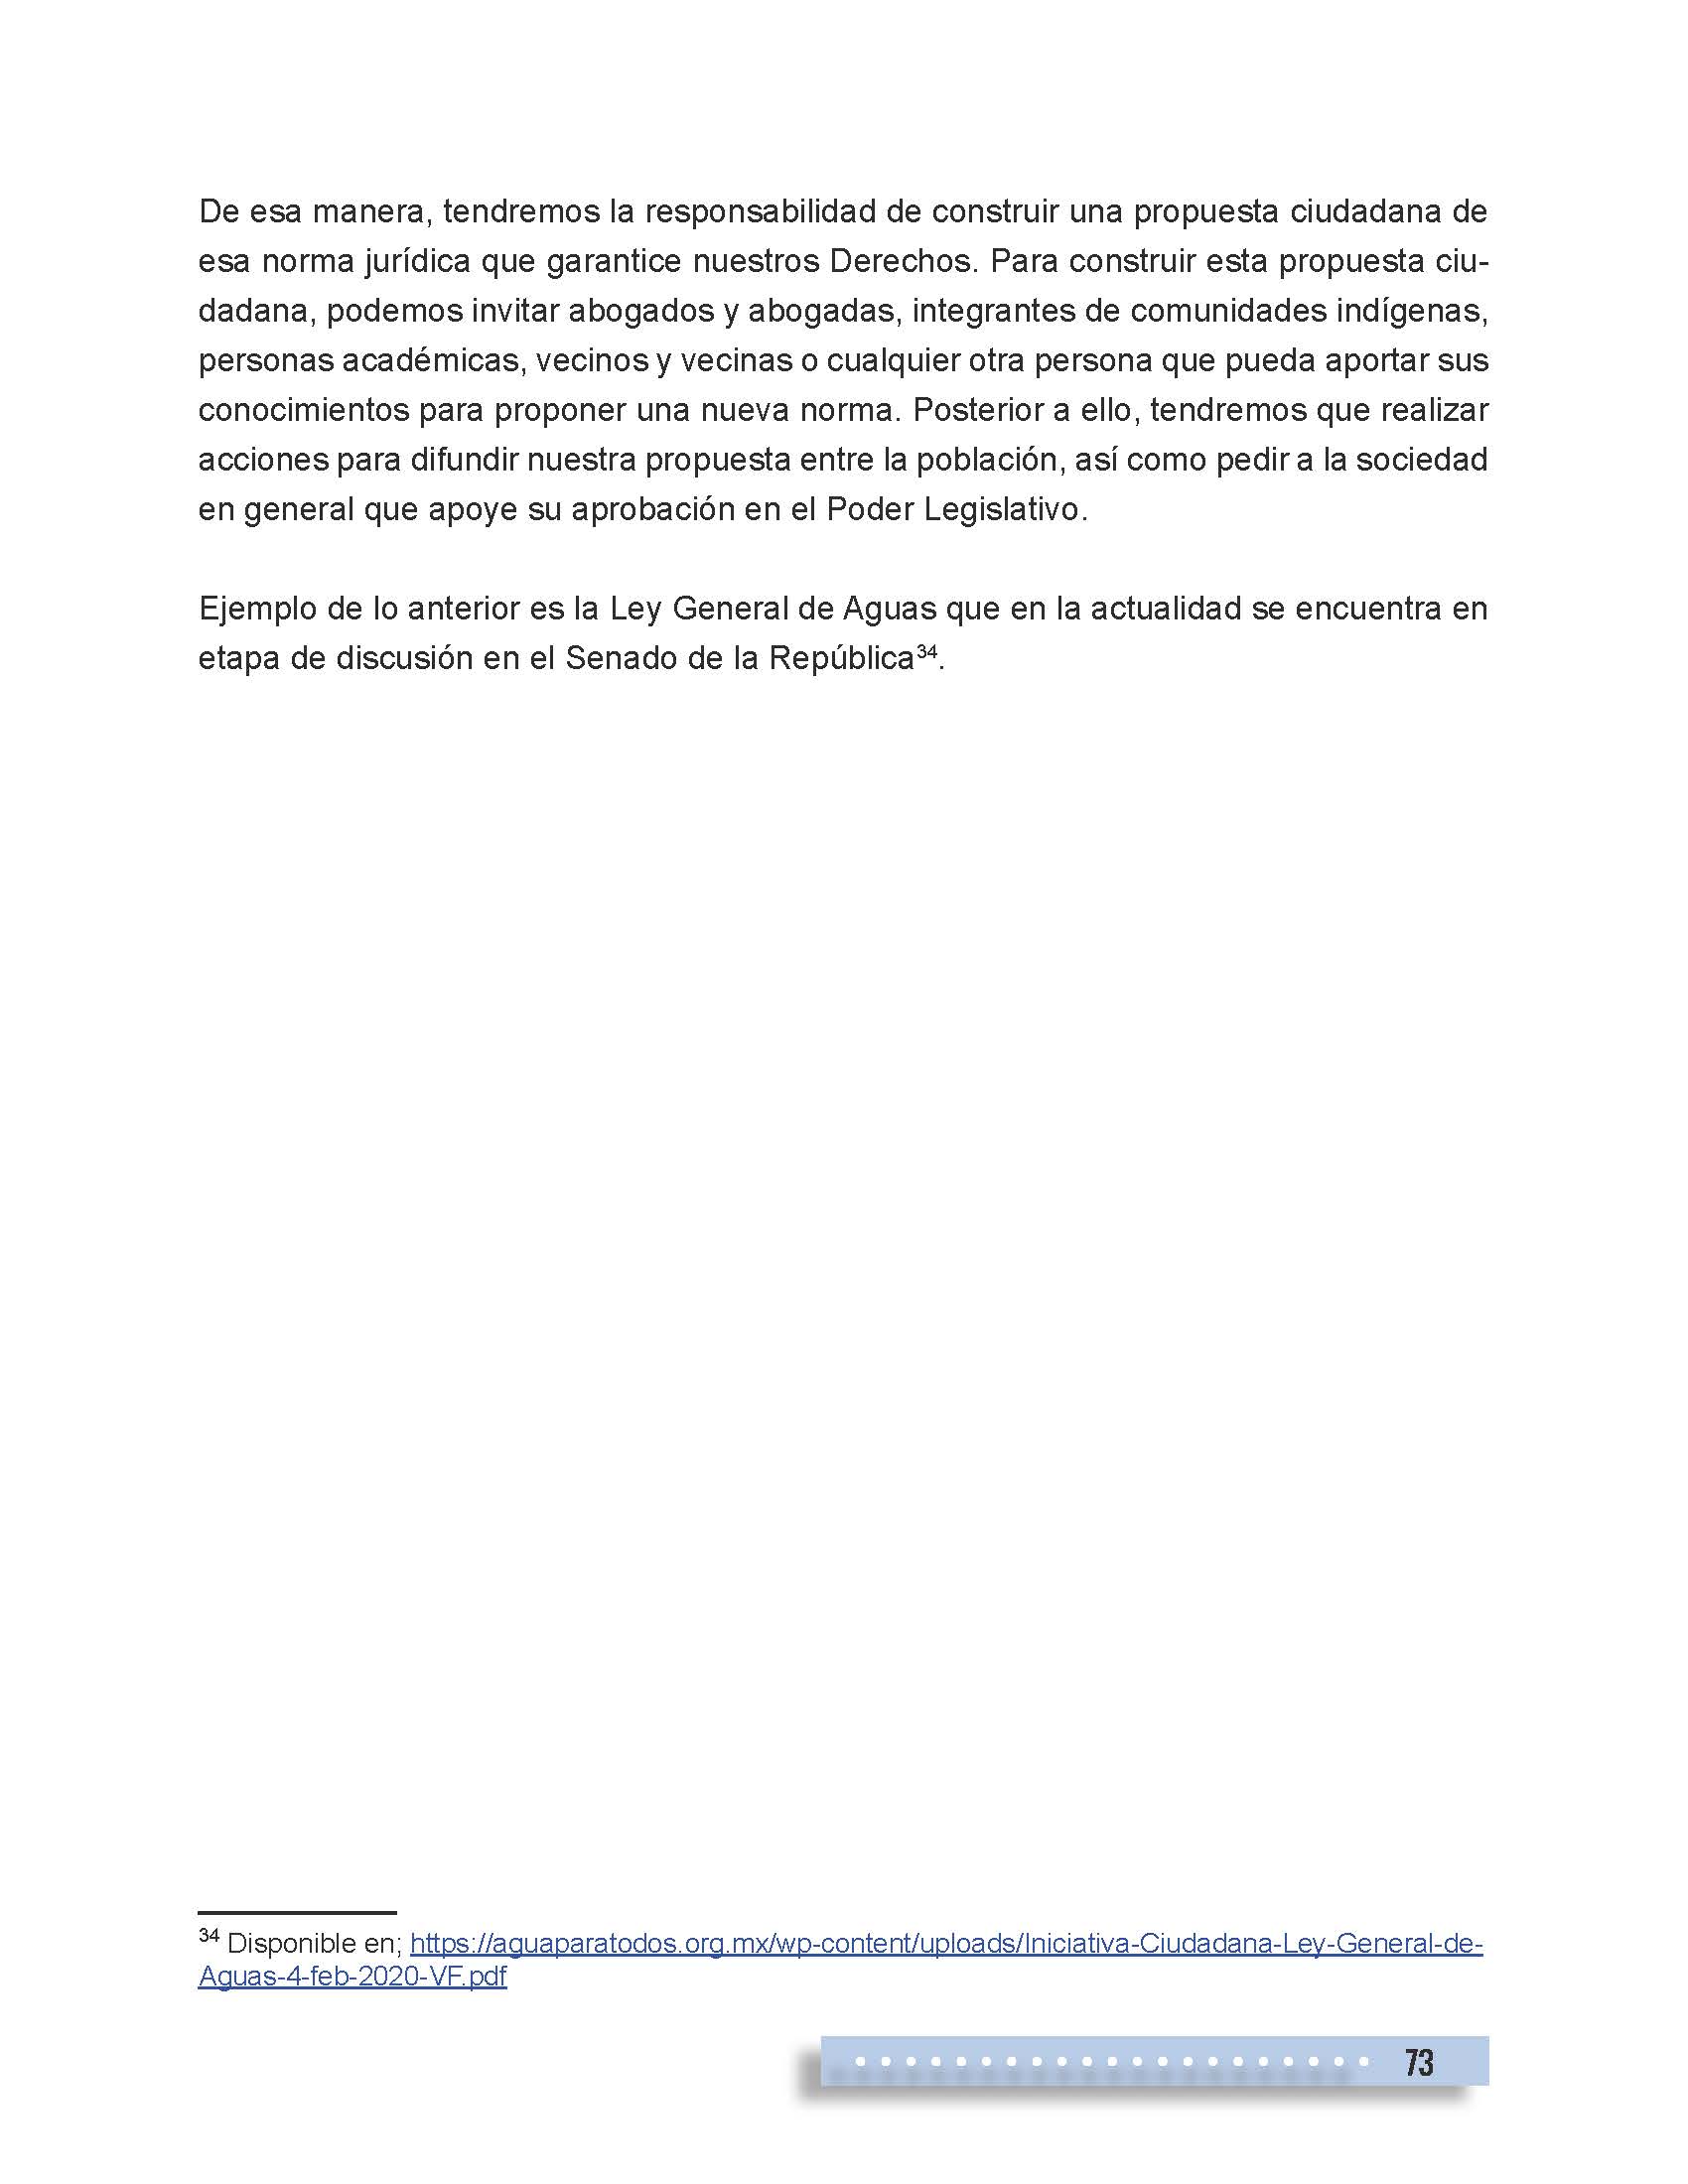 De esa manera, tendremos la responsabilidad de construir una propuesta ciudadana de
esa norma jurídica que garantice nuestros Derechos. Para construir esta propuesta ciu-
dadana, podemos invitar abogados y abogadas, integrantes de comunidades indígenas,
personas académicas, vecinos y vecinas o cualquier otra persona que pueda aportar sus
conocimientos para proponer una nueva norma. Posterior a ello, tendremos que realizar
acciones para difundir nuestra propuesta entre la población, así como pedir a la sociedad
en general que apoye su aprobación en el Poder Legislativo.
Ejemplo de lo anterior es la Ley General de Aguas que en la actualidad se encuentra en
etapa de discusión en el Senado de la República³⁴.
³⁴ Disponible en; https://aguaparatodos.org.mx/wp-content/uploads/Iniciativa-Ciudadana-Ley-General-de-
Aguas-4-feb-2020-VF.pdf
73